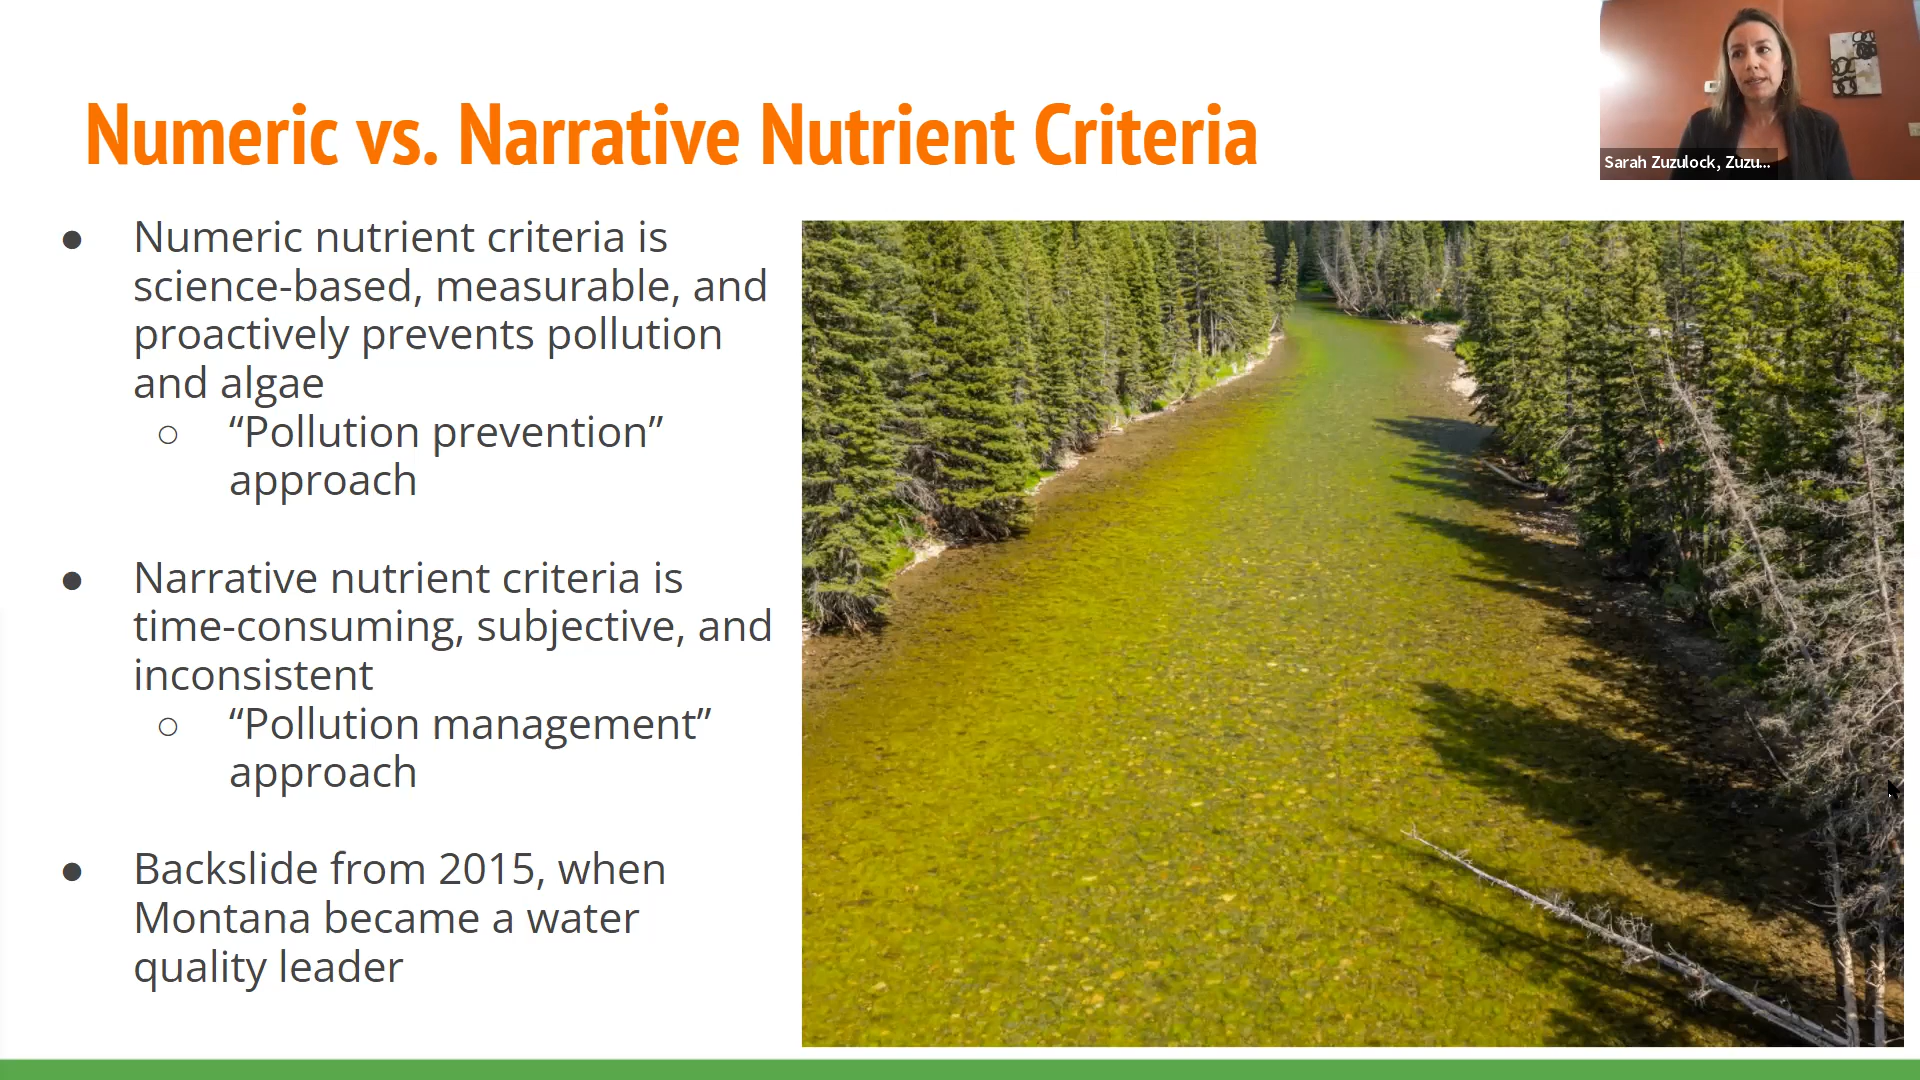 Numeric vs. Narrative Nutrient Criteria
Sarah Zuzulock, Zuzu...
● Numeric nutrient criteria is
science-based, measurable, and
proactively prevents pollution
and algae
○ “Pollution prevention”
approach
● Narrative nutrient criteria is
time-consuming, subjective, and
inconsistent
○ “Pollution management”
approach
● Backslide from 2015, when
Montana became a water
quality leader